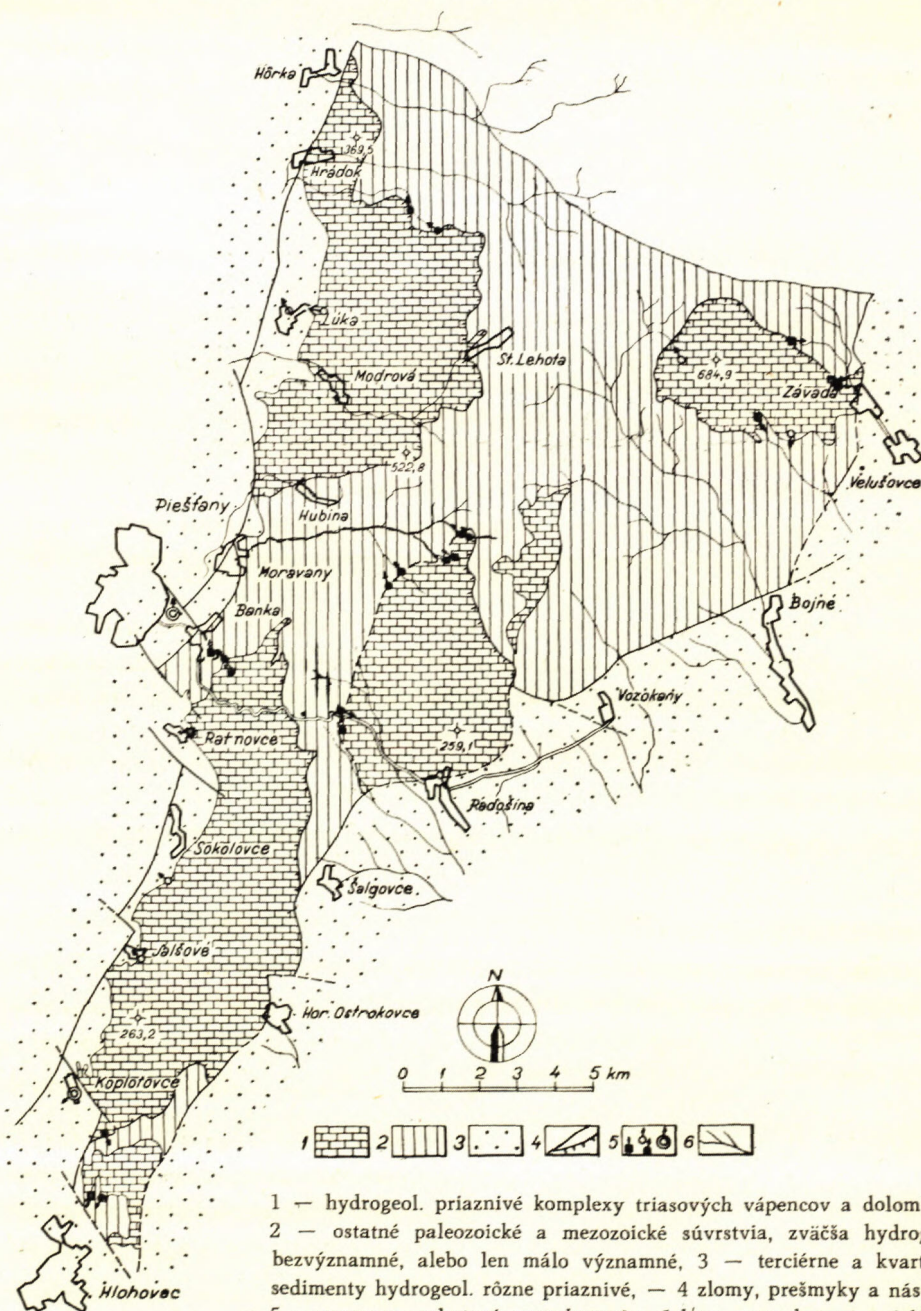 Hôrka
369,5
Hrádok
Lúka
St. Lehota
Modrová
684,9
Závada
522,8
Velušovce
Piešťany
Hubina
Moravany
Banka
Bojné
Vozokany
Ratnovce
259,1
Radošina
Sokolovce
Šalgovce
Jalšové
N
Hor. Ostrokovce
263,2
0 1 2 3 4 5 km
Koplotovce
1 2 3 4 5 6
1 — hydrogeol. priaznivé komplexy triasových vápencov a dolom
2 — ostatné paleozoické a mezozoické súvrstvia, zväčša hydrog
bezvýznamné, alebo len málo významné, 3 — terciérne a kvart
sedimenty hydrogeol. rôzne priaznivé, — 4 zlomy, prešmyky a nás
Hlohovec